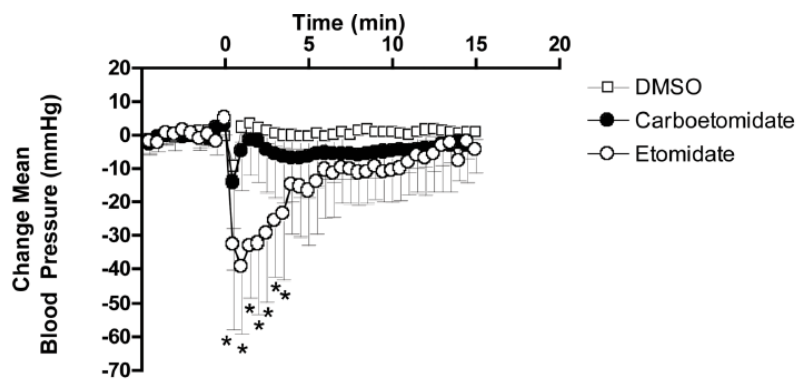 Time (min)
0 5 10 15 20
20
10
0
-10
-20
-30
-40
-50
-60
-70
Change Mean
Blood Pressure (mmHg)
DMSO
Carboetomidate
Etomidate
* * * * * * *